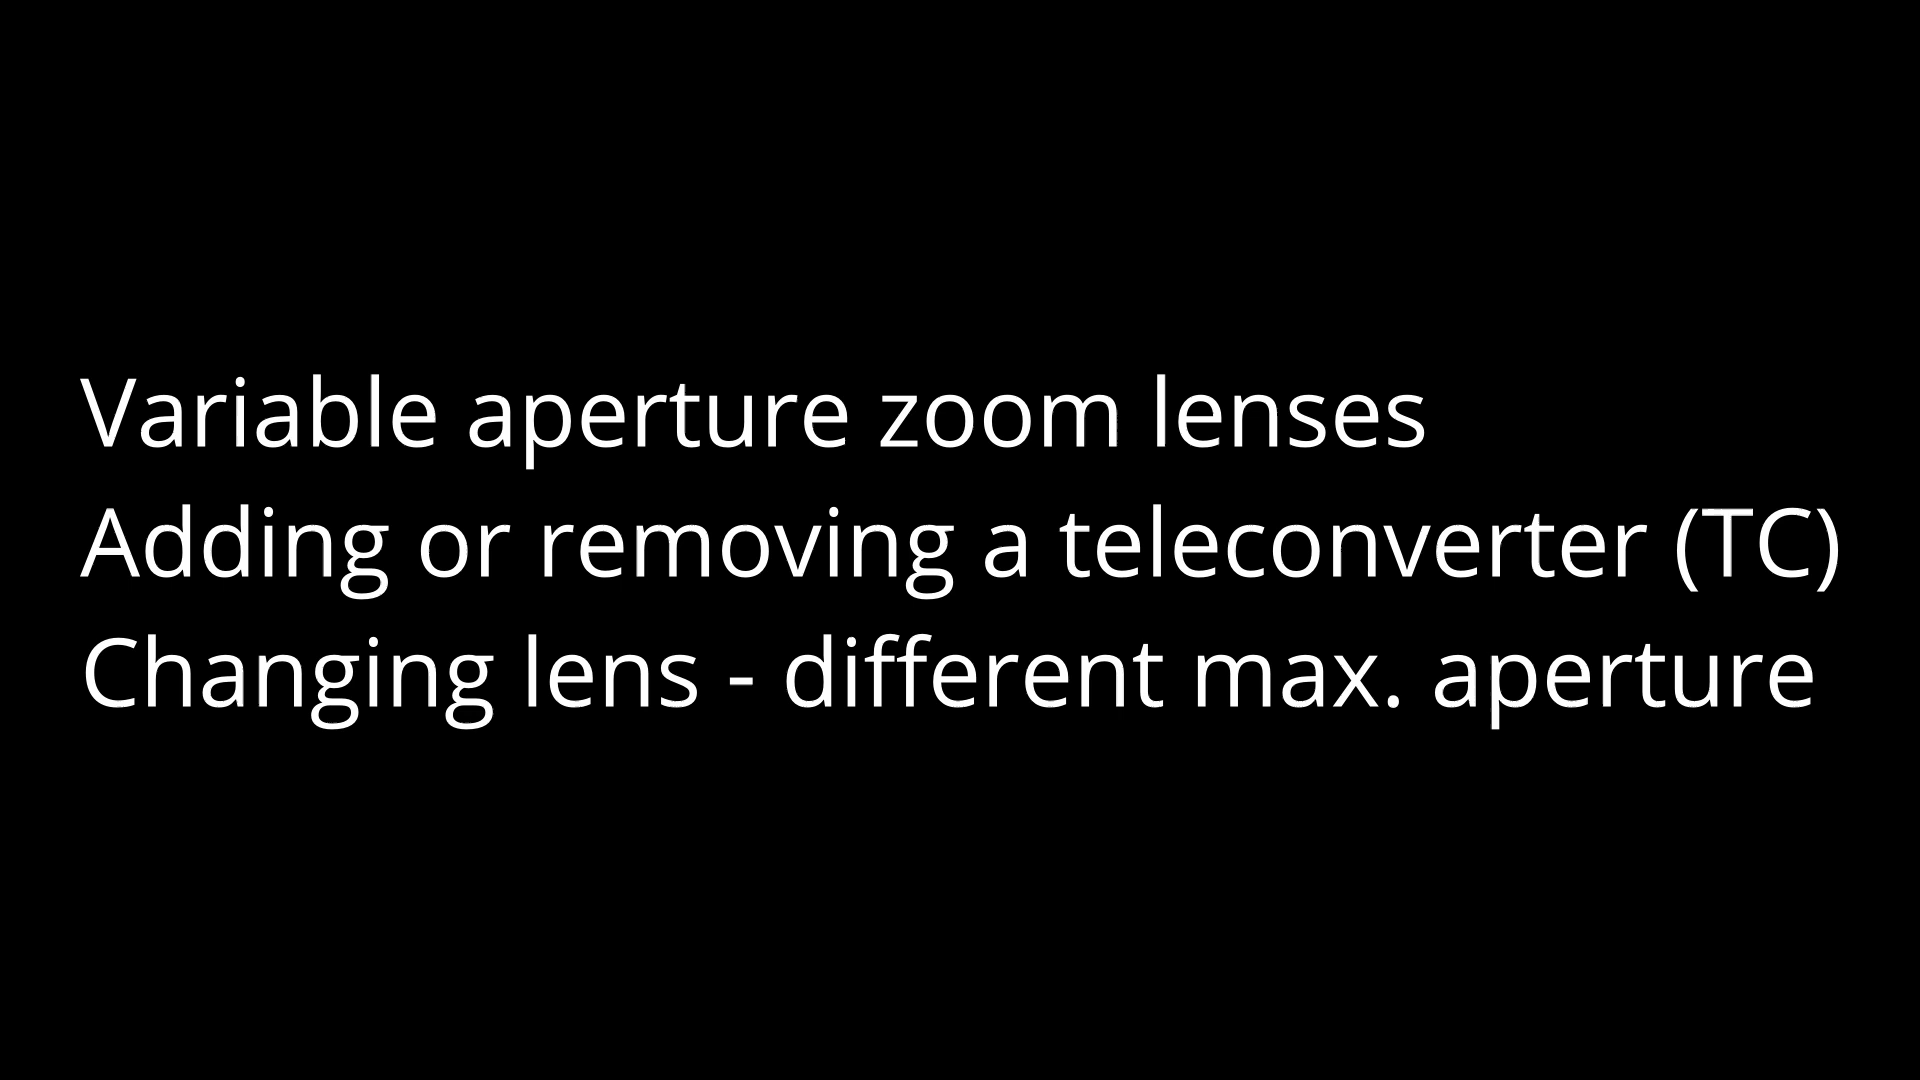 Variable aperture zoom lenses
Adding or removing a teleconverter (TC)
Changing lens - different max. aperture